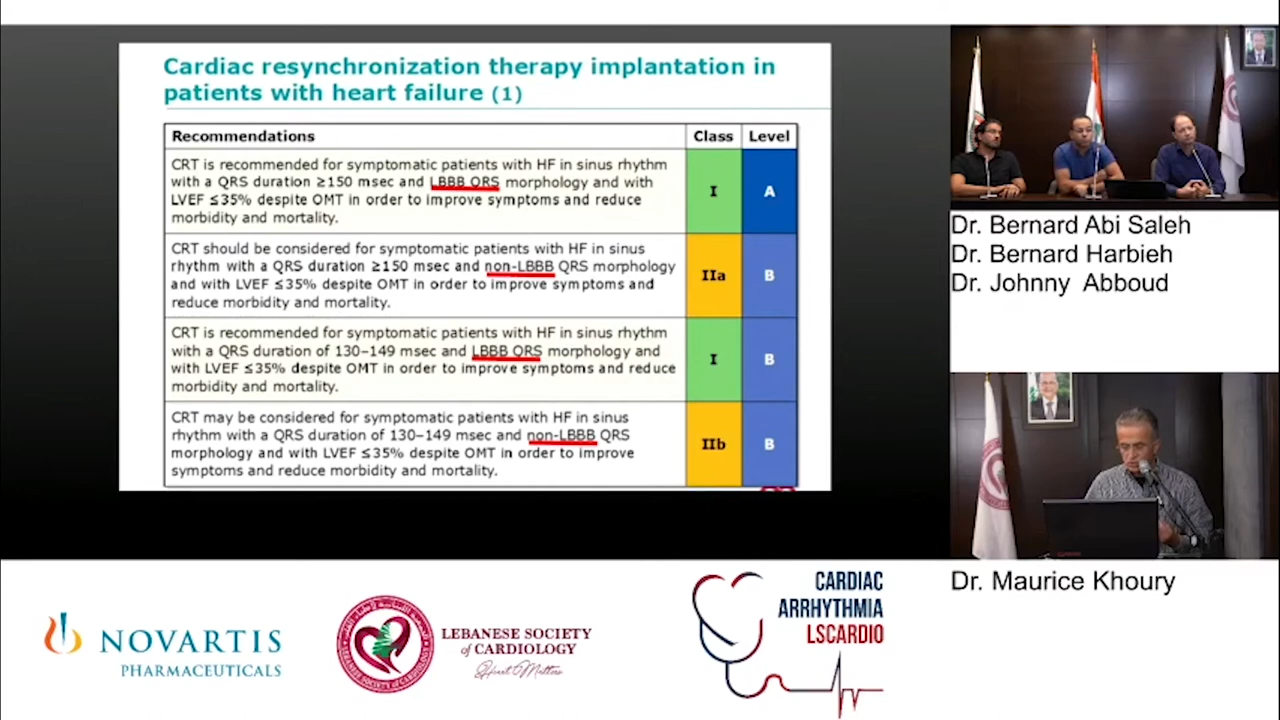 Cardiac resynchronization therapy implantation in
patients with heart failure (1)
Recommendations Class Level
CRT is recommended for symptomatic patients with HF in sinus rhythm
with a QRS duration ≥150 msec and LBBB QRS morphology and with
LVEF ≤35% despite OMT in order to improve symptoms and reduce
morbidity and mortality.
I A
CRT should be considered for symptomatic patients with HF in sinus
rhythm with a QRS duration ≥150 msec and non-LBBB QRS morphology
and with LVEF ≤35% despite OMT in order to improve symptoms and
reduce morbidity and mortality.
IIa B
CRT is recommended for symptomatic patients with HF in sinus rhythm
with a QRS duration of 130–149 msec and LBBB QRS morphology and
with LVEF ≤35% despite OMT in order to improve symptoms and reduce
morbidity and mortality.
I B
CRT may be considered for symptomatic patients with HF in sinus
rhythm with a QRS duration of 130–149 msec and non-LBBB QRS
morphology and with LVEF ≤35% despite OMT in order to improve
symptoms and reduce morbidity and mortality.
IIb B
Dr. Bernard Abi Saleh
Dr. Bernard Harbieh
Dr. Johnny Abboud
Dr. Maurice Khoury
NOVARTIS
PHARMACEUTICALS
LEBANESE SOCIETY OF CARDIOLOGY
LEBANESE SOCIETY
of CARDIOLOGY
Heart Matters
CARDIAC
ARRHYTHMIA
LSCARDIO